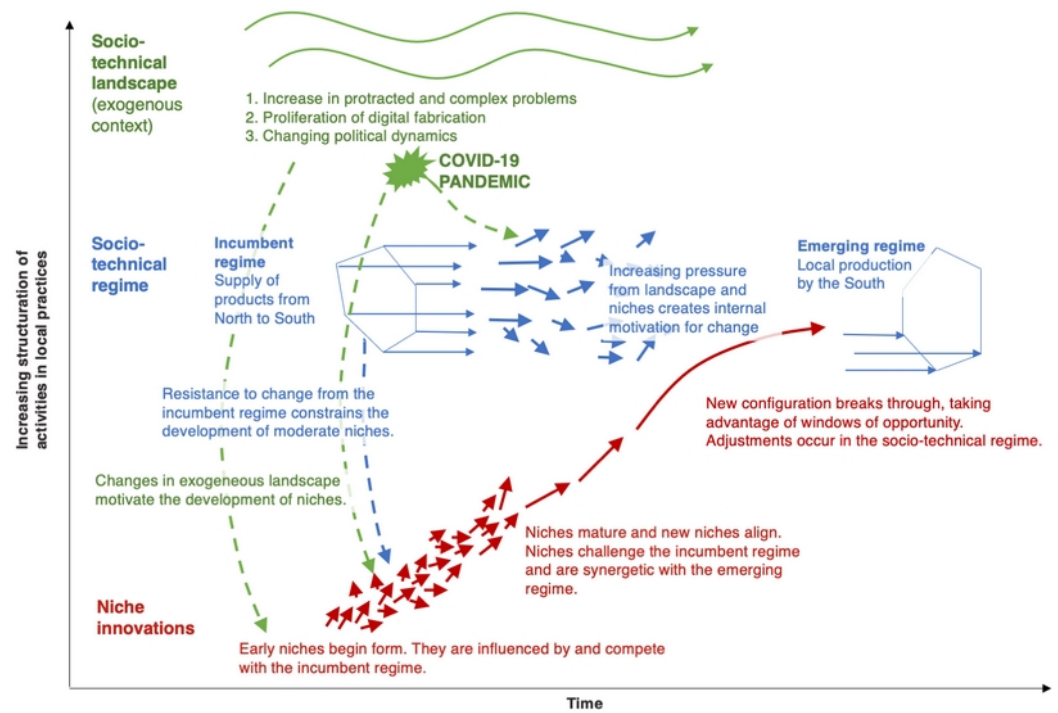 Socio-
technical
landscape
(exogenous
context)
1. Increase in protracted and complex problems
2. Proliferation of digital fabrication
3. Changing political dynamics
COVID-19
PANDEMIC
Increasing structuration of
activities in local practices
Socio-
technical
regime
Incumbent
regime
Supply of
products from
North to South
Increasing pressure
from landscape and
niches creates internal
motivation for change
Emerging regime
Local production
by the South
Resistance to change from the
incumbent regime constrains the
development of moderate niches.
New configuration breaks through, taking
advantage of windows of opportunity.
Adjustments occur in the socio-technical regime.
Changes in exogeneous landscape
motivate the development of niches.
Niches mature and new niches align.
Niches challenge the incumbent regime
and are synergetic with the emerging
regime.
Niche
innovations
Early niches begin form. They are influenced by and compete
with the incumbent regime.
Time